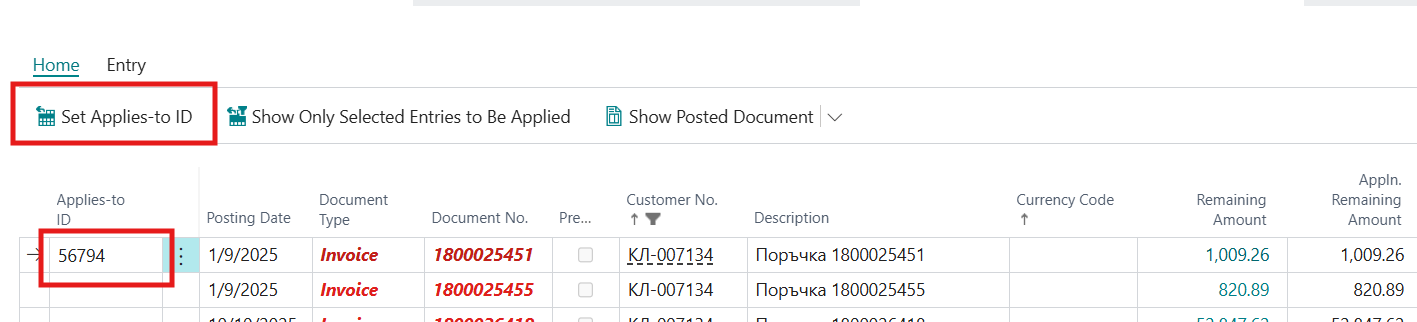 Home Entry
Set Applies-to ID Show Only Selected Entries to Be Applied Show Posted Document
Applies-to ID Posting Date Document Type Document No. Pre... Customer No. Description Currency Code Remaining Amount Appln. Remaining Amount
56794 1/9/2025 Invoice 1800025451 КЛ-007134 Поръчка 1800025451 1,009.26 1,009.26
1/9/2025 Invoice 1800025455 КЛ-007134 Поръчка 1800025455 820.89 820.89